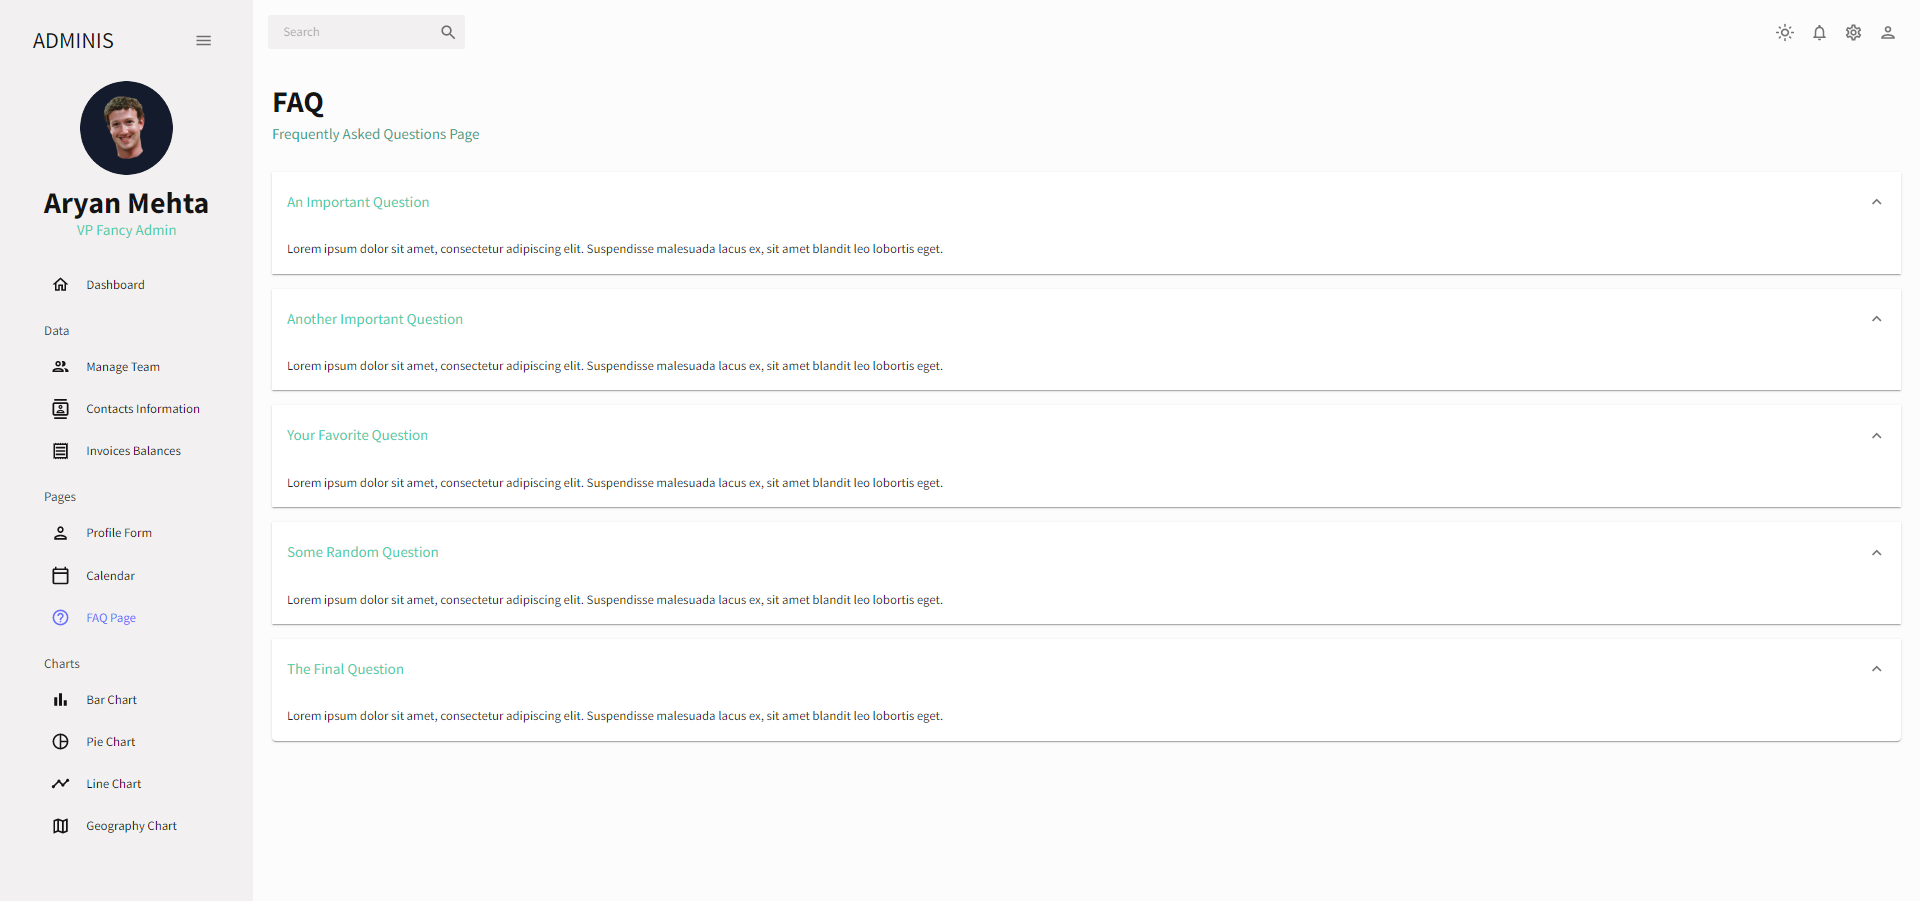 ADMINIS
Aryan Mehta
VP Fancy Admin
Dashboard
Data
Manage Team
Contacts Information
Invoices Balances
Pages
Profile Form
Calendar
FAQ Page
Charts
Bar Chart
Pie Chart
Line Chart
Geography Chart
Search
FAQ
Frequently Asked Questions Page
An Important Question
Lorem ipsum dolor sit amet, consectetur adipiscing elit. Suspendisse malesuada lacus ex, sit amet blandit leo lobortis eget.
Another Important Question
Lorem ipsum dolor sit amet, consectetur adipiscing elit. Suspendisse malesuada lacus ex, sit amet blandit leo lobortis eget.
Your Favorite Question
Lorem ipsum dolor sit amet, consectetur adipiscing elit. Suspendisse malesuada lacus ex, sit amet blandit leo lobortis eget.
Some Random Question
Lorem ipsum dolor sit amet, consectetur adipiscing elit. Suspendisse malesuada lacus ex, sit amet blandit leo lobortis eget.
The Final Question
Lorem ipsum dolor sit amet, consectetur adipiscing elit. Suspendisse malesuada lacus ex, sit amet blandit leo lobortis eget.